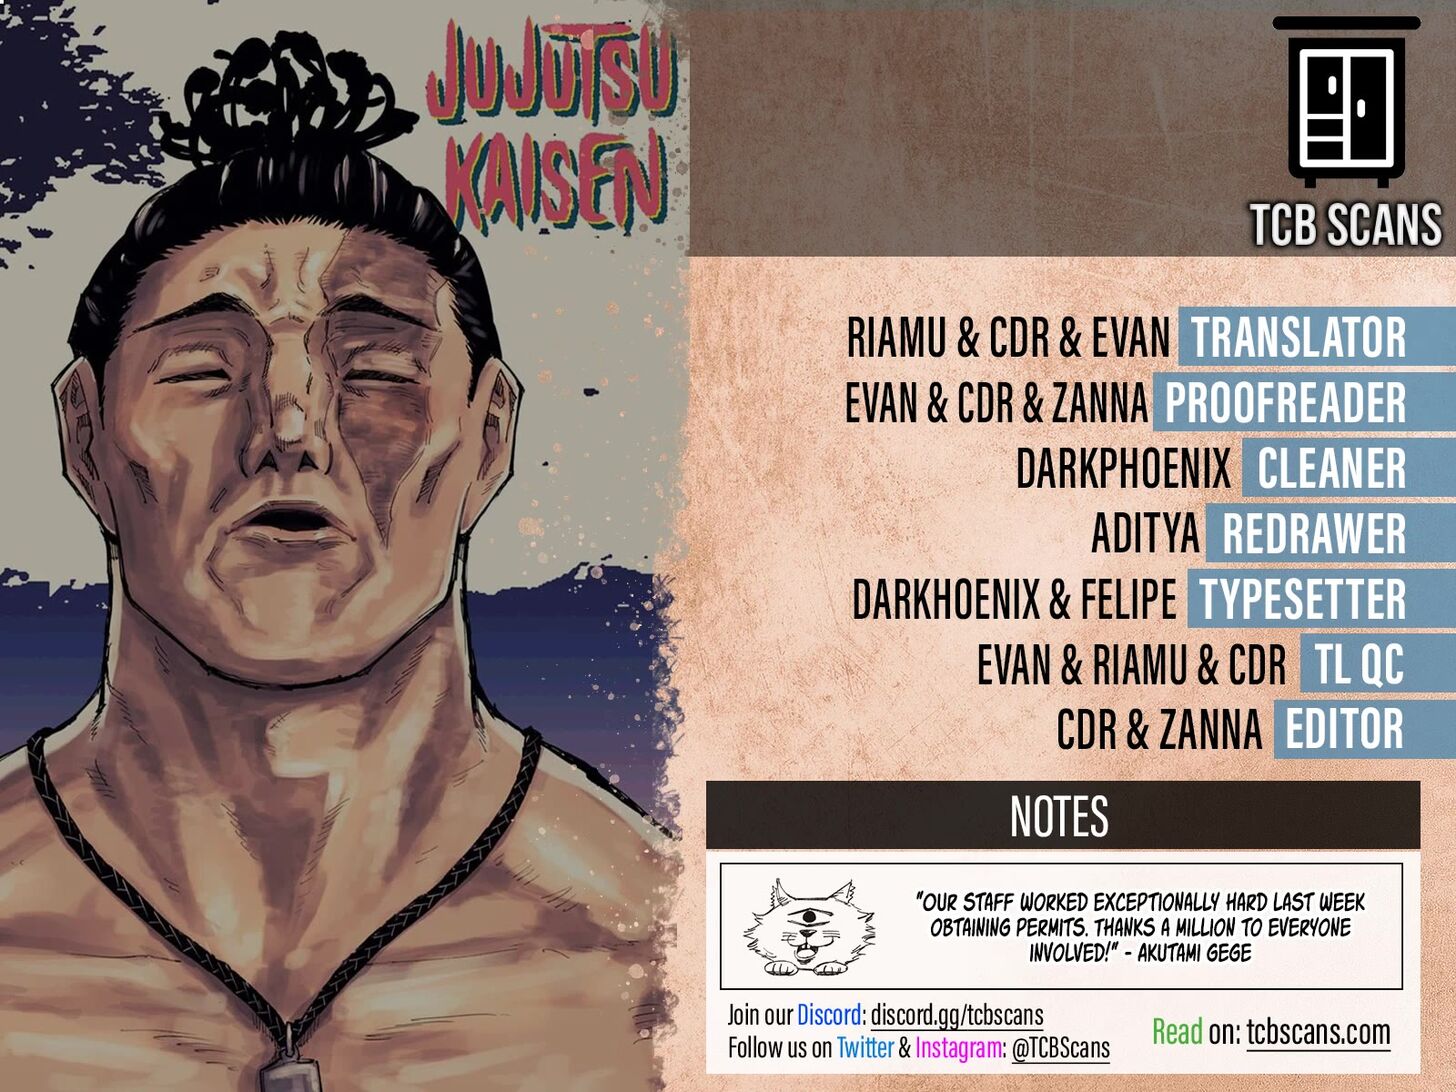 JUJUTSU
KAISEN
TCB SCANS
RIAMU & CDR & EVAN TRANSLATOR
EVAN & CDR & ZANNA PROOFREADER
DARKPHOENIX CLEANER
ADITYA REDRAWER
DARKHOENIX & FELIPE TYPESETTER
EVAN & RIAMU & CDR TL QC
CDR & ZANNA EDITOR
NOTES
"OUR STAFF WORKED EXCEPTIONALLY HARD LAST WEEK
OBTAINING PERMITS. THANKS A MILLION TO EVERYONE
INVOLVED!" - AKUTAMI GEGE
Join our Discord: discord.gg/tcbscans
Follow us on Twitter & Instagram: @TCBScans
Read on: tcbscans.com